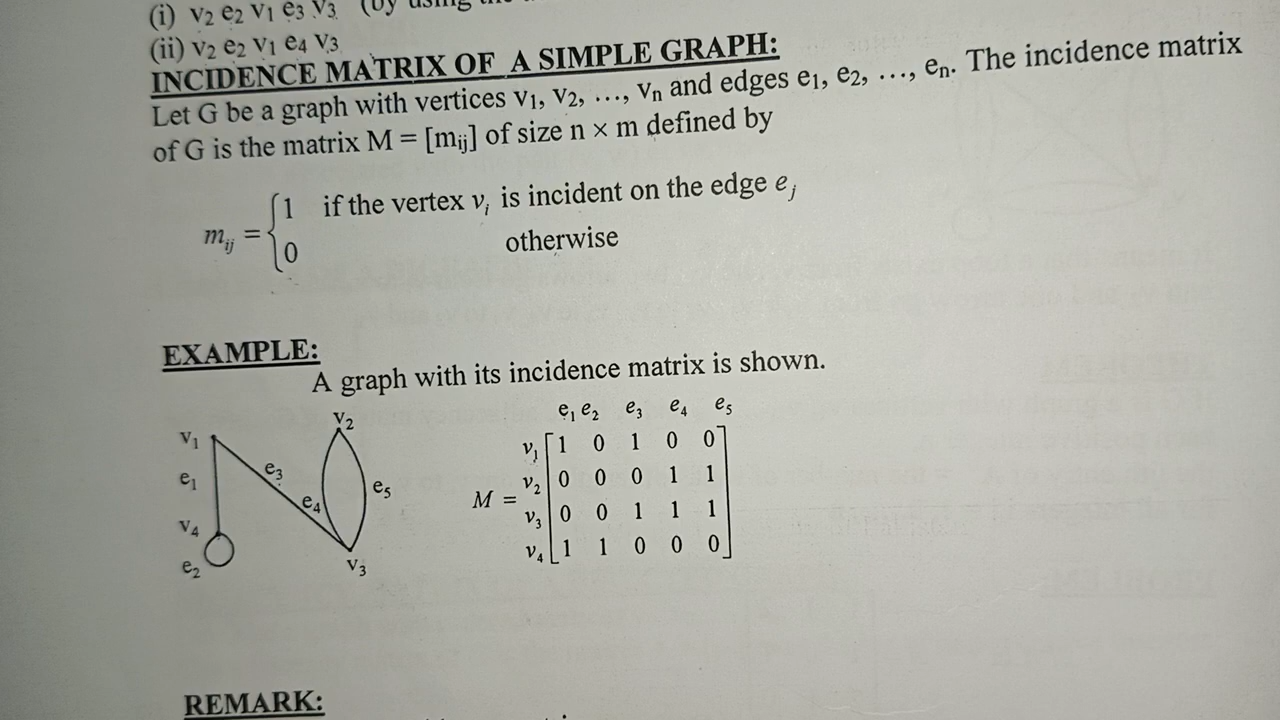 (i) v₂ e₂ v₁ e₃ v₃ (by using
(ii) v₂ e₂ v₁ e₄ v₃
INCIDENCE MATRIX OF A SIMPLE GRAPH:
Let G be a graph with vertices v₁, v₂, …, vₙ and edges e₁, e₂, …, eₙ. The incidence matrix
of G is the matrix M = [mᵢⱼ] of size n × m defined by
mᵢⱼ = { 1 if the vertex vᵢ is incident on the edge eⱼ
0 otherwise
EXAMPLE:
A graph with its incidence matrix is shown.
v₁ e₁ v₄ e₂ e₃ v₂ e₄ e₅ v₃
e₁ e₂ e₃ e₄ e₅
v₁ 1 0 1 0 0
M = v₂ 0 0 0 1 1
v₃ 0 0 1 1 1
v₄ 1 1 0 0 0
REMARK: